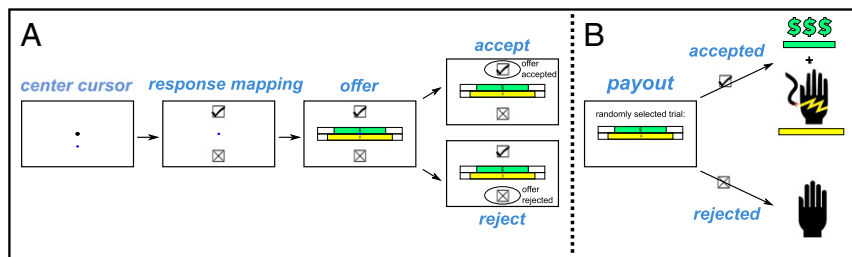 A
center cursor
response mapping
offer
accept
offer
accepted
offer
rejected
reject
B
payout
randomly selected trial:
accepted
rejected
$$$
+